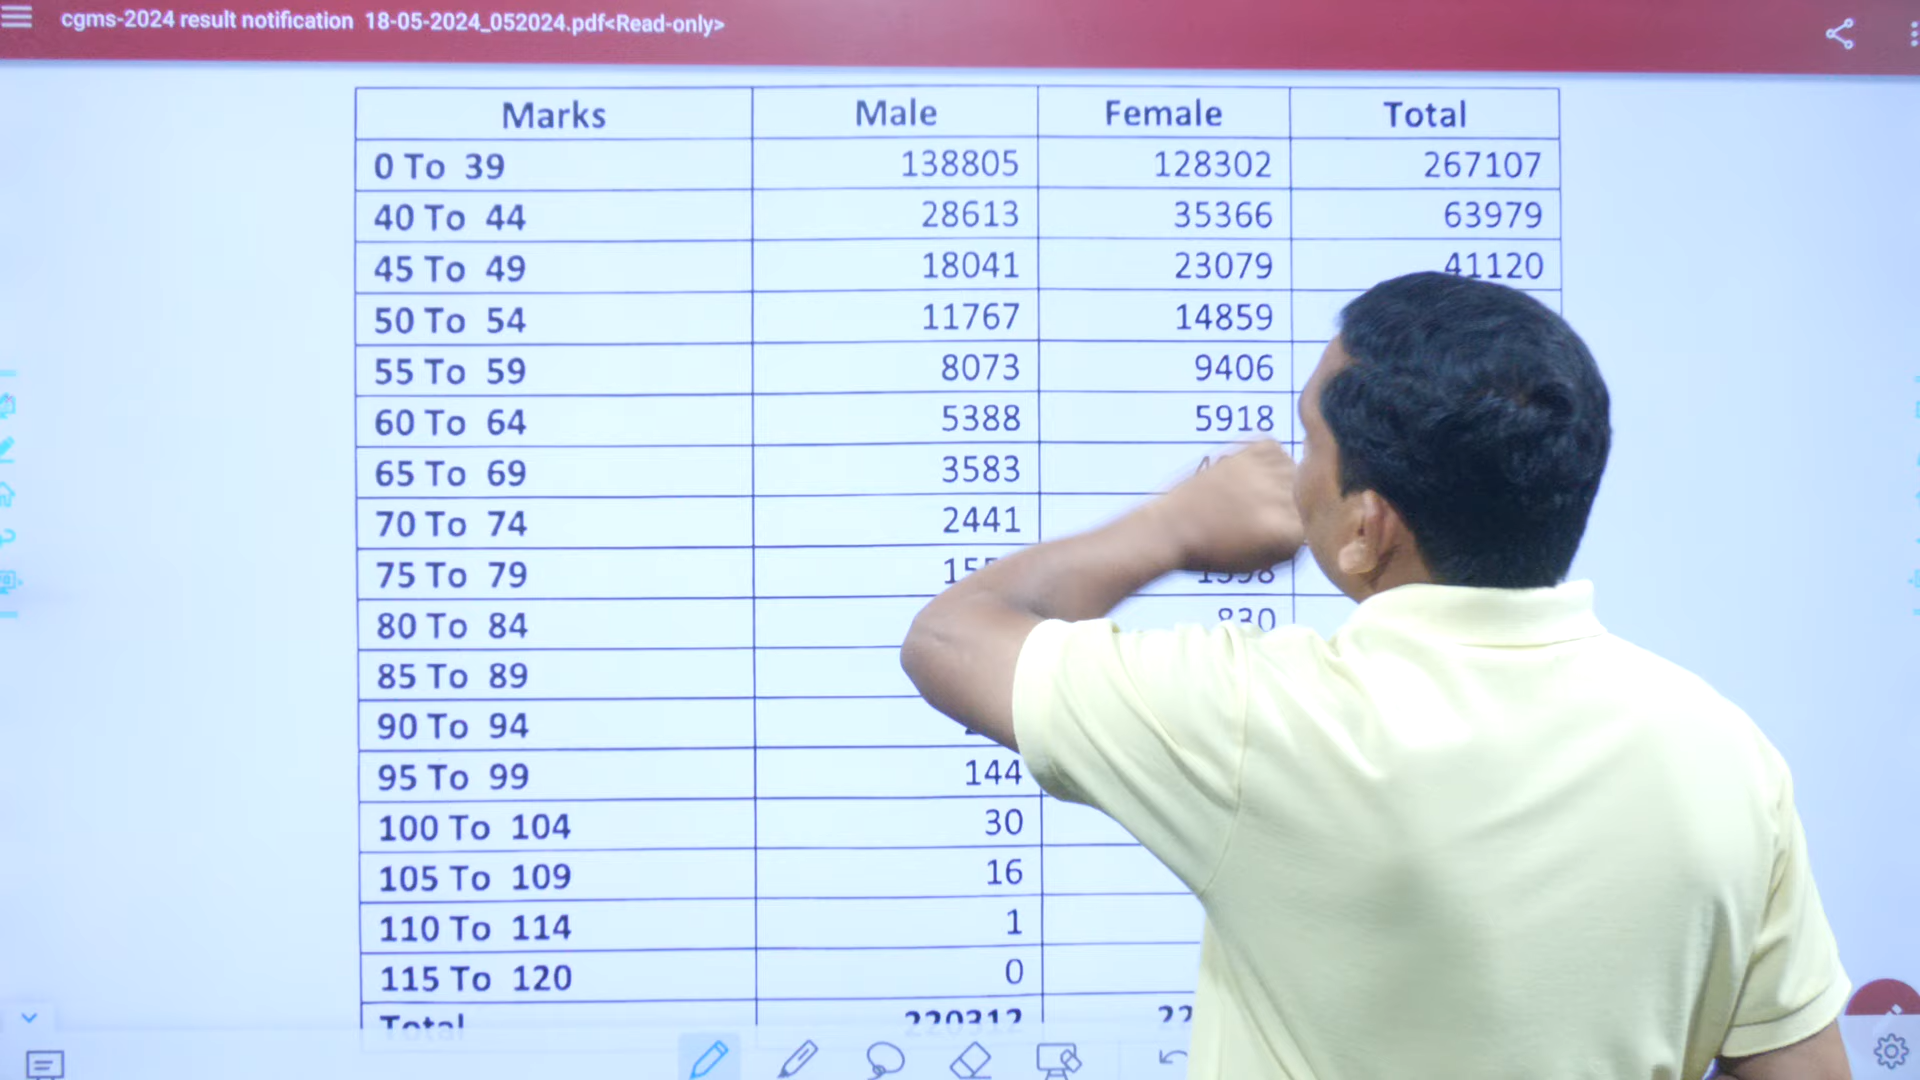 cgms-2024 result notification 18-05-2024_052024.pdf<Read-only>
Marks Male Female Total
0 To 39 138805 128302 267107
40 To 44 28613 35366 63979
45 To 49 18041 23079 41120
50 To 54 11767 14859
55 To 59 8073 9406
60 To 64 5388 5918
65 To 69 3583
70 To 74 2441
75 To 79
80 To 84 830
85 To 89
90 To 94
95 To 99 144
100 To 104 30
105 To 109 16
110 To 114 1
115 To 120 0
Total 220312